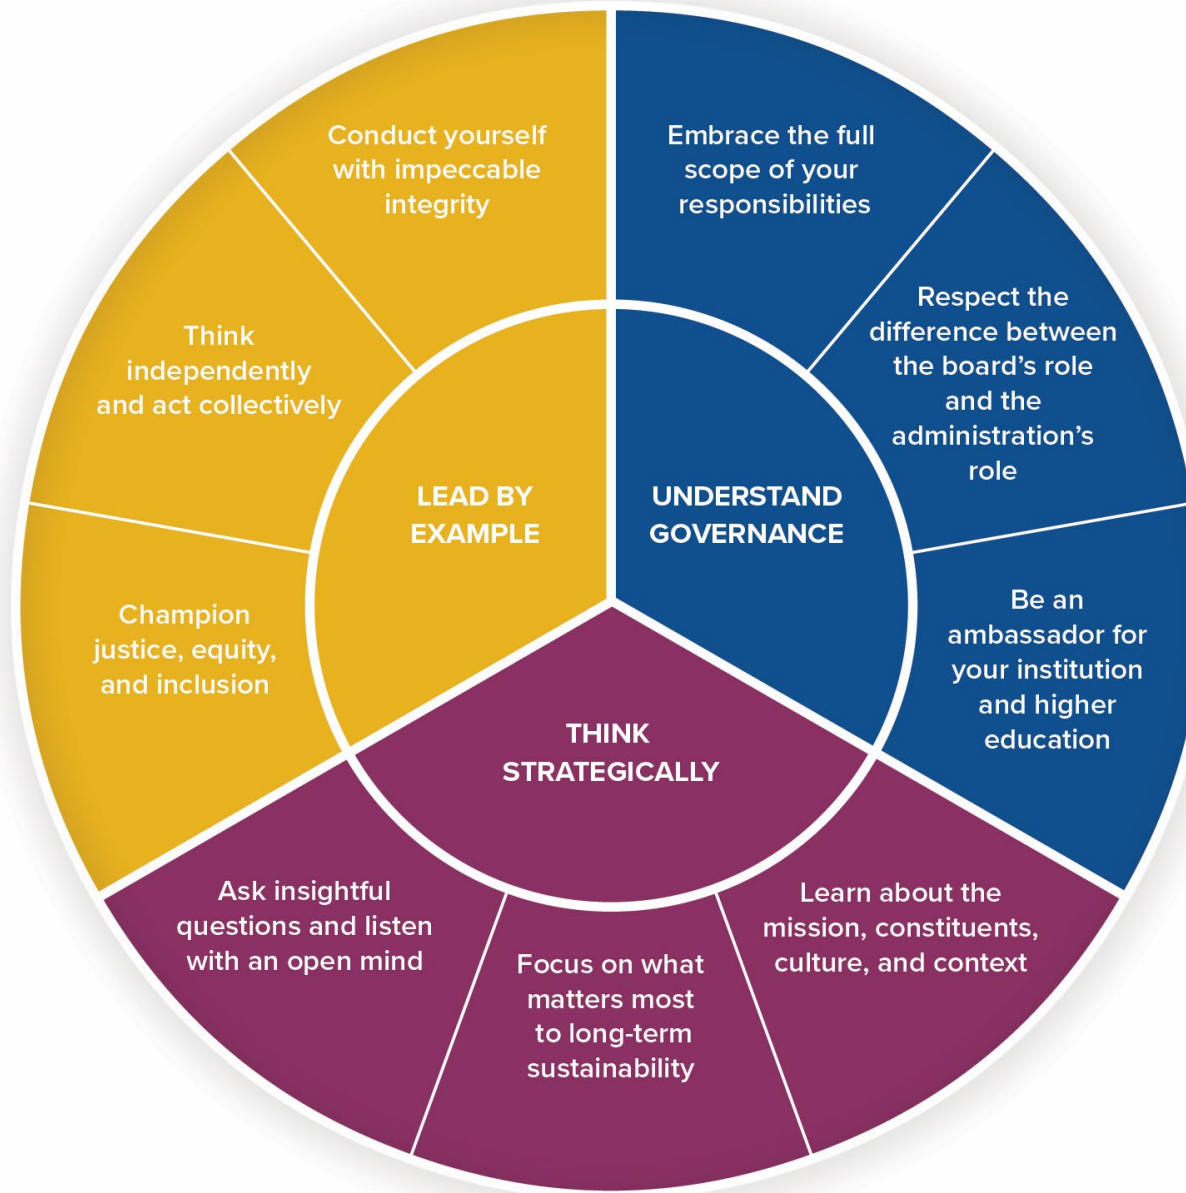 Conduct yourself
with impeccable
integrity
Embrace the full
scope of your
responsibilities
Respect the
difference between
the board’s role
and the
administration’s
role
Think
independently
and act collectively
LEAD BY
EXAMPLE
UNDERSTAND
GOVERNANCE
Be an
ambassador for
your institution
and higher
education
Champion
justice, equity,
and inclusion
THINK
STRATEGICALLY
Ask insightful
questions and listen
with an open mind
Focus on what
matters most
to long-term
sustainability
Learn about the
mission, constituents,
culture, and context